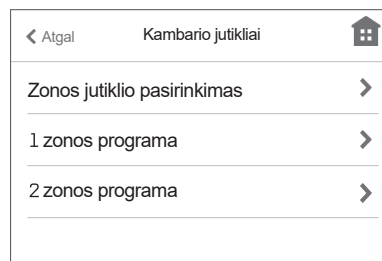 Atgal
Kambario jutikliai
Zonos jutiklio pasirinkimas
1 zonos programa
2 zonos programa